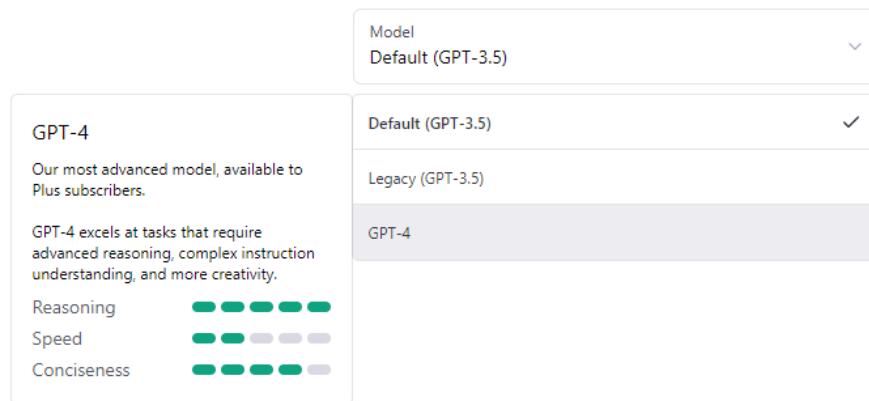 Model
Default (GPT-3.5)
GPT-4
Our most advanced model, available to
Plus subscribers.
GPT-4 excels at tasks that require
advanced reasoning, complex instruction
understanding, and more creativity.
Reasoning
Speed
Conciseness
Default (GPT-3.5)
Legacy (GPT-3.5)
GPT-4